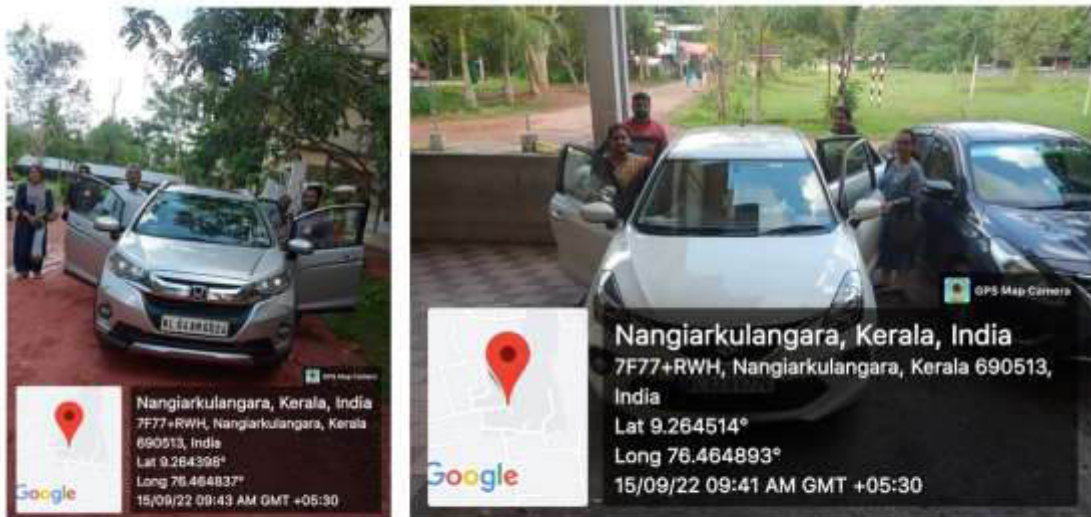 GPS Map Camera
Nangiarkulangara, Kerala, India
7F77+RWH, Nangiarkulangara, Kerala
690513, India
Lat 9.264398°
Long 76.464837°
15/09/22 09:43 AM GMT +05:30
Google
GPS Map Camera
Nangiarkulangara, Kerala, India
7F77+RWH, Nangiarkulangara, Kerala 690513,
India
Lat 9.264514°
Long 76.464893°
15/09/22 09:41 AM GMT +05:30
Google